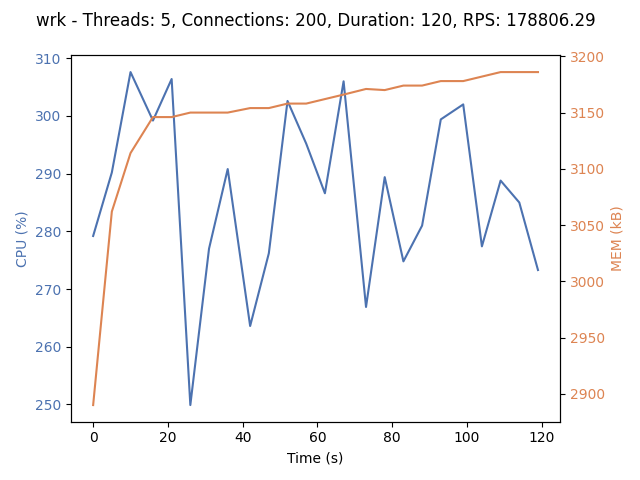 wrk - Threads: 5, Connections: 200, Duration: 120, RPS: 178806.29
310
300
290
280
270
260
250
CPU (%)
3200
3150
3100
3050
3000
2950
2900
MEM (kB)
0 20 40 60 80 100 120
Time (s)